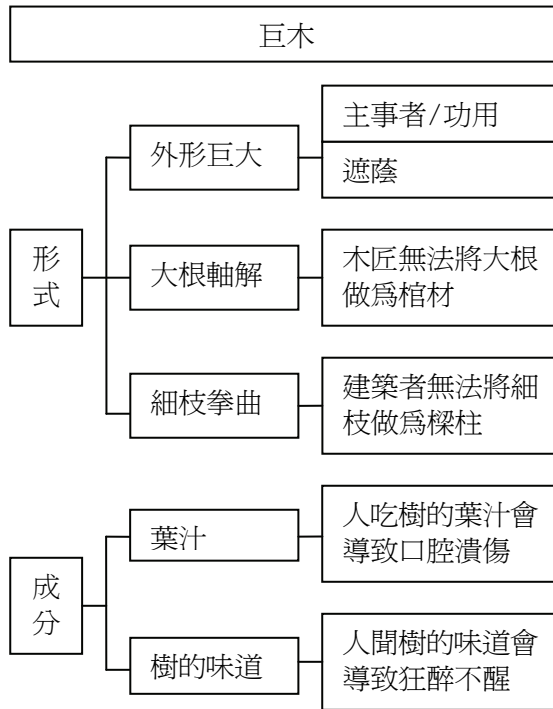 巨木
形
式
外形巨大
主事者/功用
遮蔭
大根軸解
木匠無法將大根
做爲棺材
細枝拳曲
建築者無法將細
枝做爲樑柱
成
分
葉汁
人吃樹的葉汁會
導致口腔潰傷
樹的味道
人聞樹的味道會
導致狂醉不醒